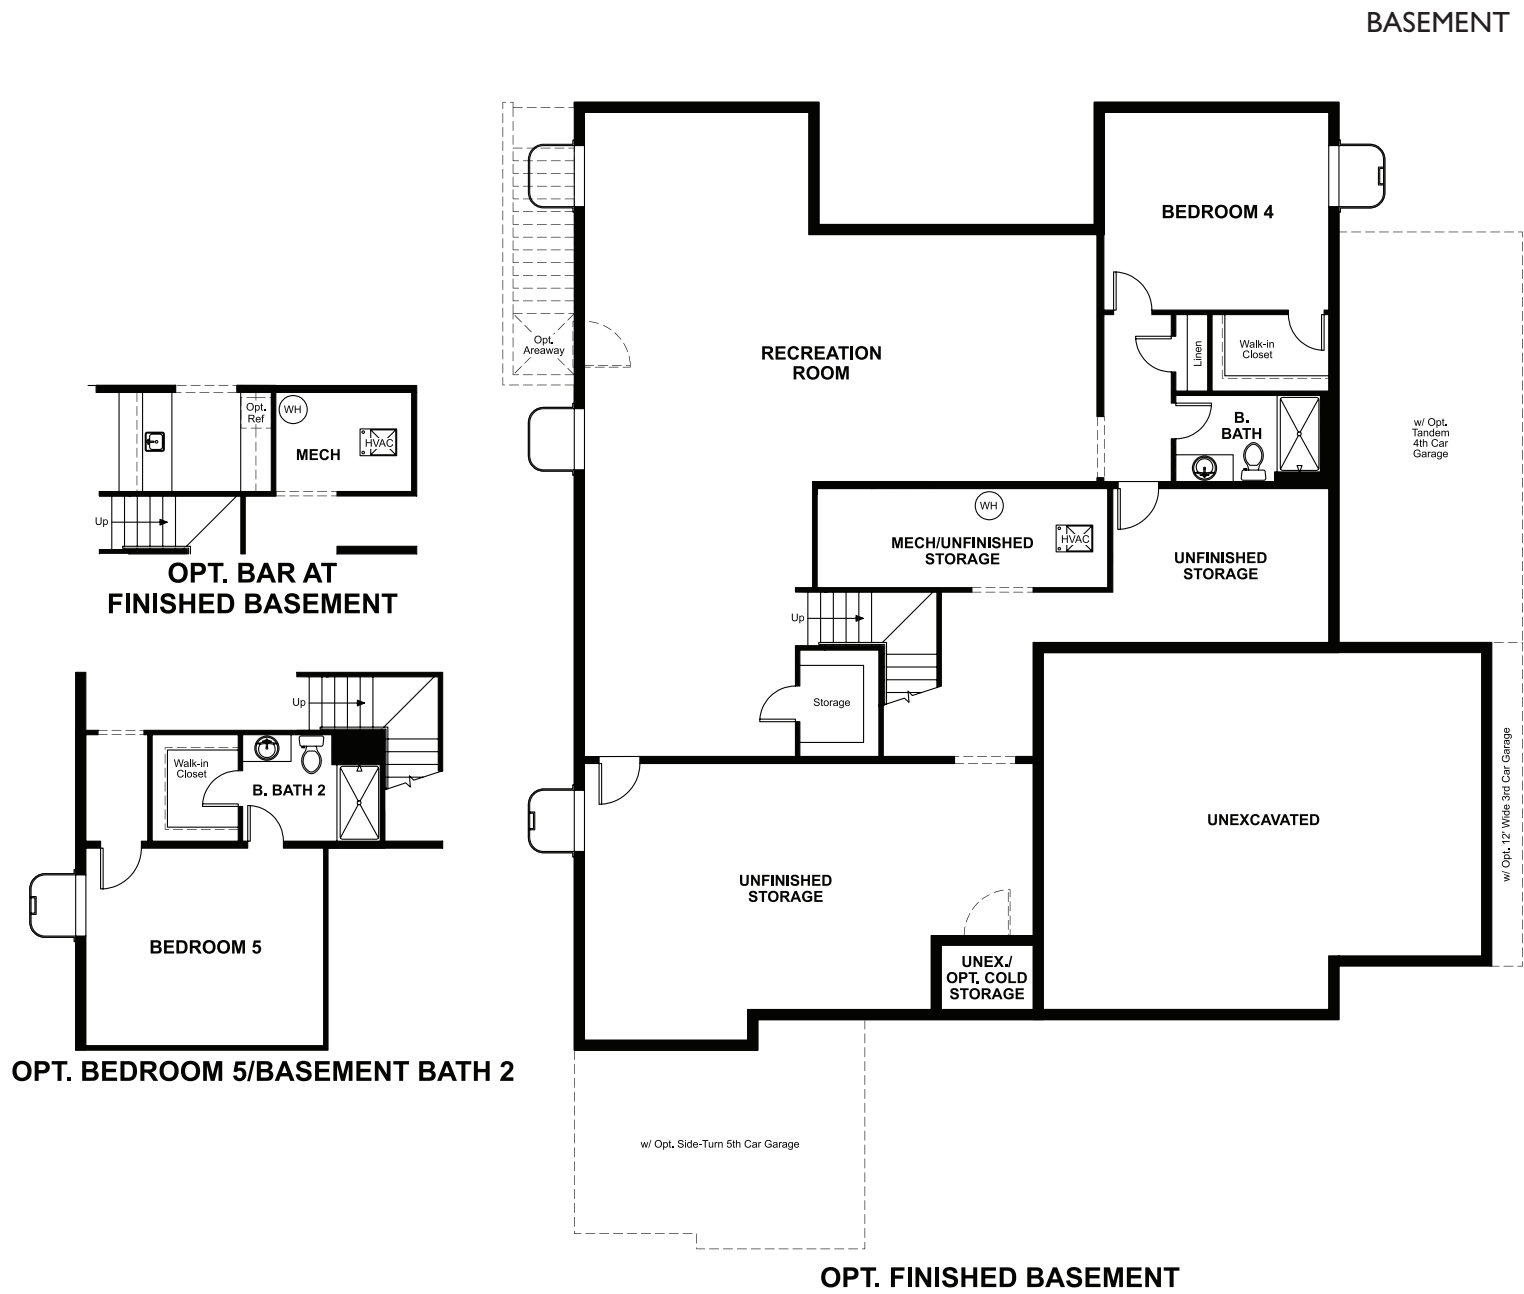 BASEMENT
BEDROOM 4
Opt.
Areaway
RECREATION
ROOM
Linen
Walk-in
Closet
B.
BATH
w/ Opt.
Tandem
4th Car
Garage
WH
HVAC
MECH/UNFINISHED
STORAGE
UNFINISHED
STORAGE
Up
Storage
UNEXCAVATED
w/ Opt. 12' Wide 3rd Car Garage
UNFINISHED
STORAGE
UNEX./
OPT. COLD
STORAGE
w/ Opt. Side-Turn 5th Car Garage
OPT. FINISHED BASEMENT
Opt.
Ref
WH
HVAC
MECH
Up
OPT. BAR AT
FINISHED BASEMENT
Up
Walk-in
Closet
B. BATH 2
BEDROOM 5
OPT. BEDROOM 5/BASEMENT BATH 2